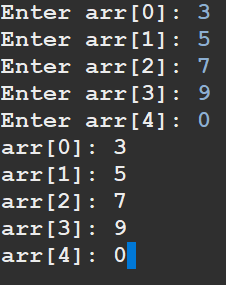 Enter arr[0]: 3
Enter arr[1]: 5
Enter arr[2]: 7
Enter arr[3]: 9
Enter arr[4]: 0
arr[0]: 3
arr[1]: 5
arr[2]: 7
arr[3]: 9
arr[4]: 0